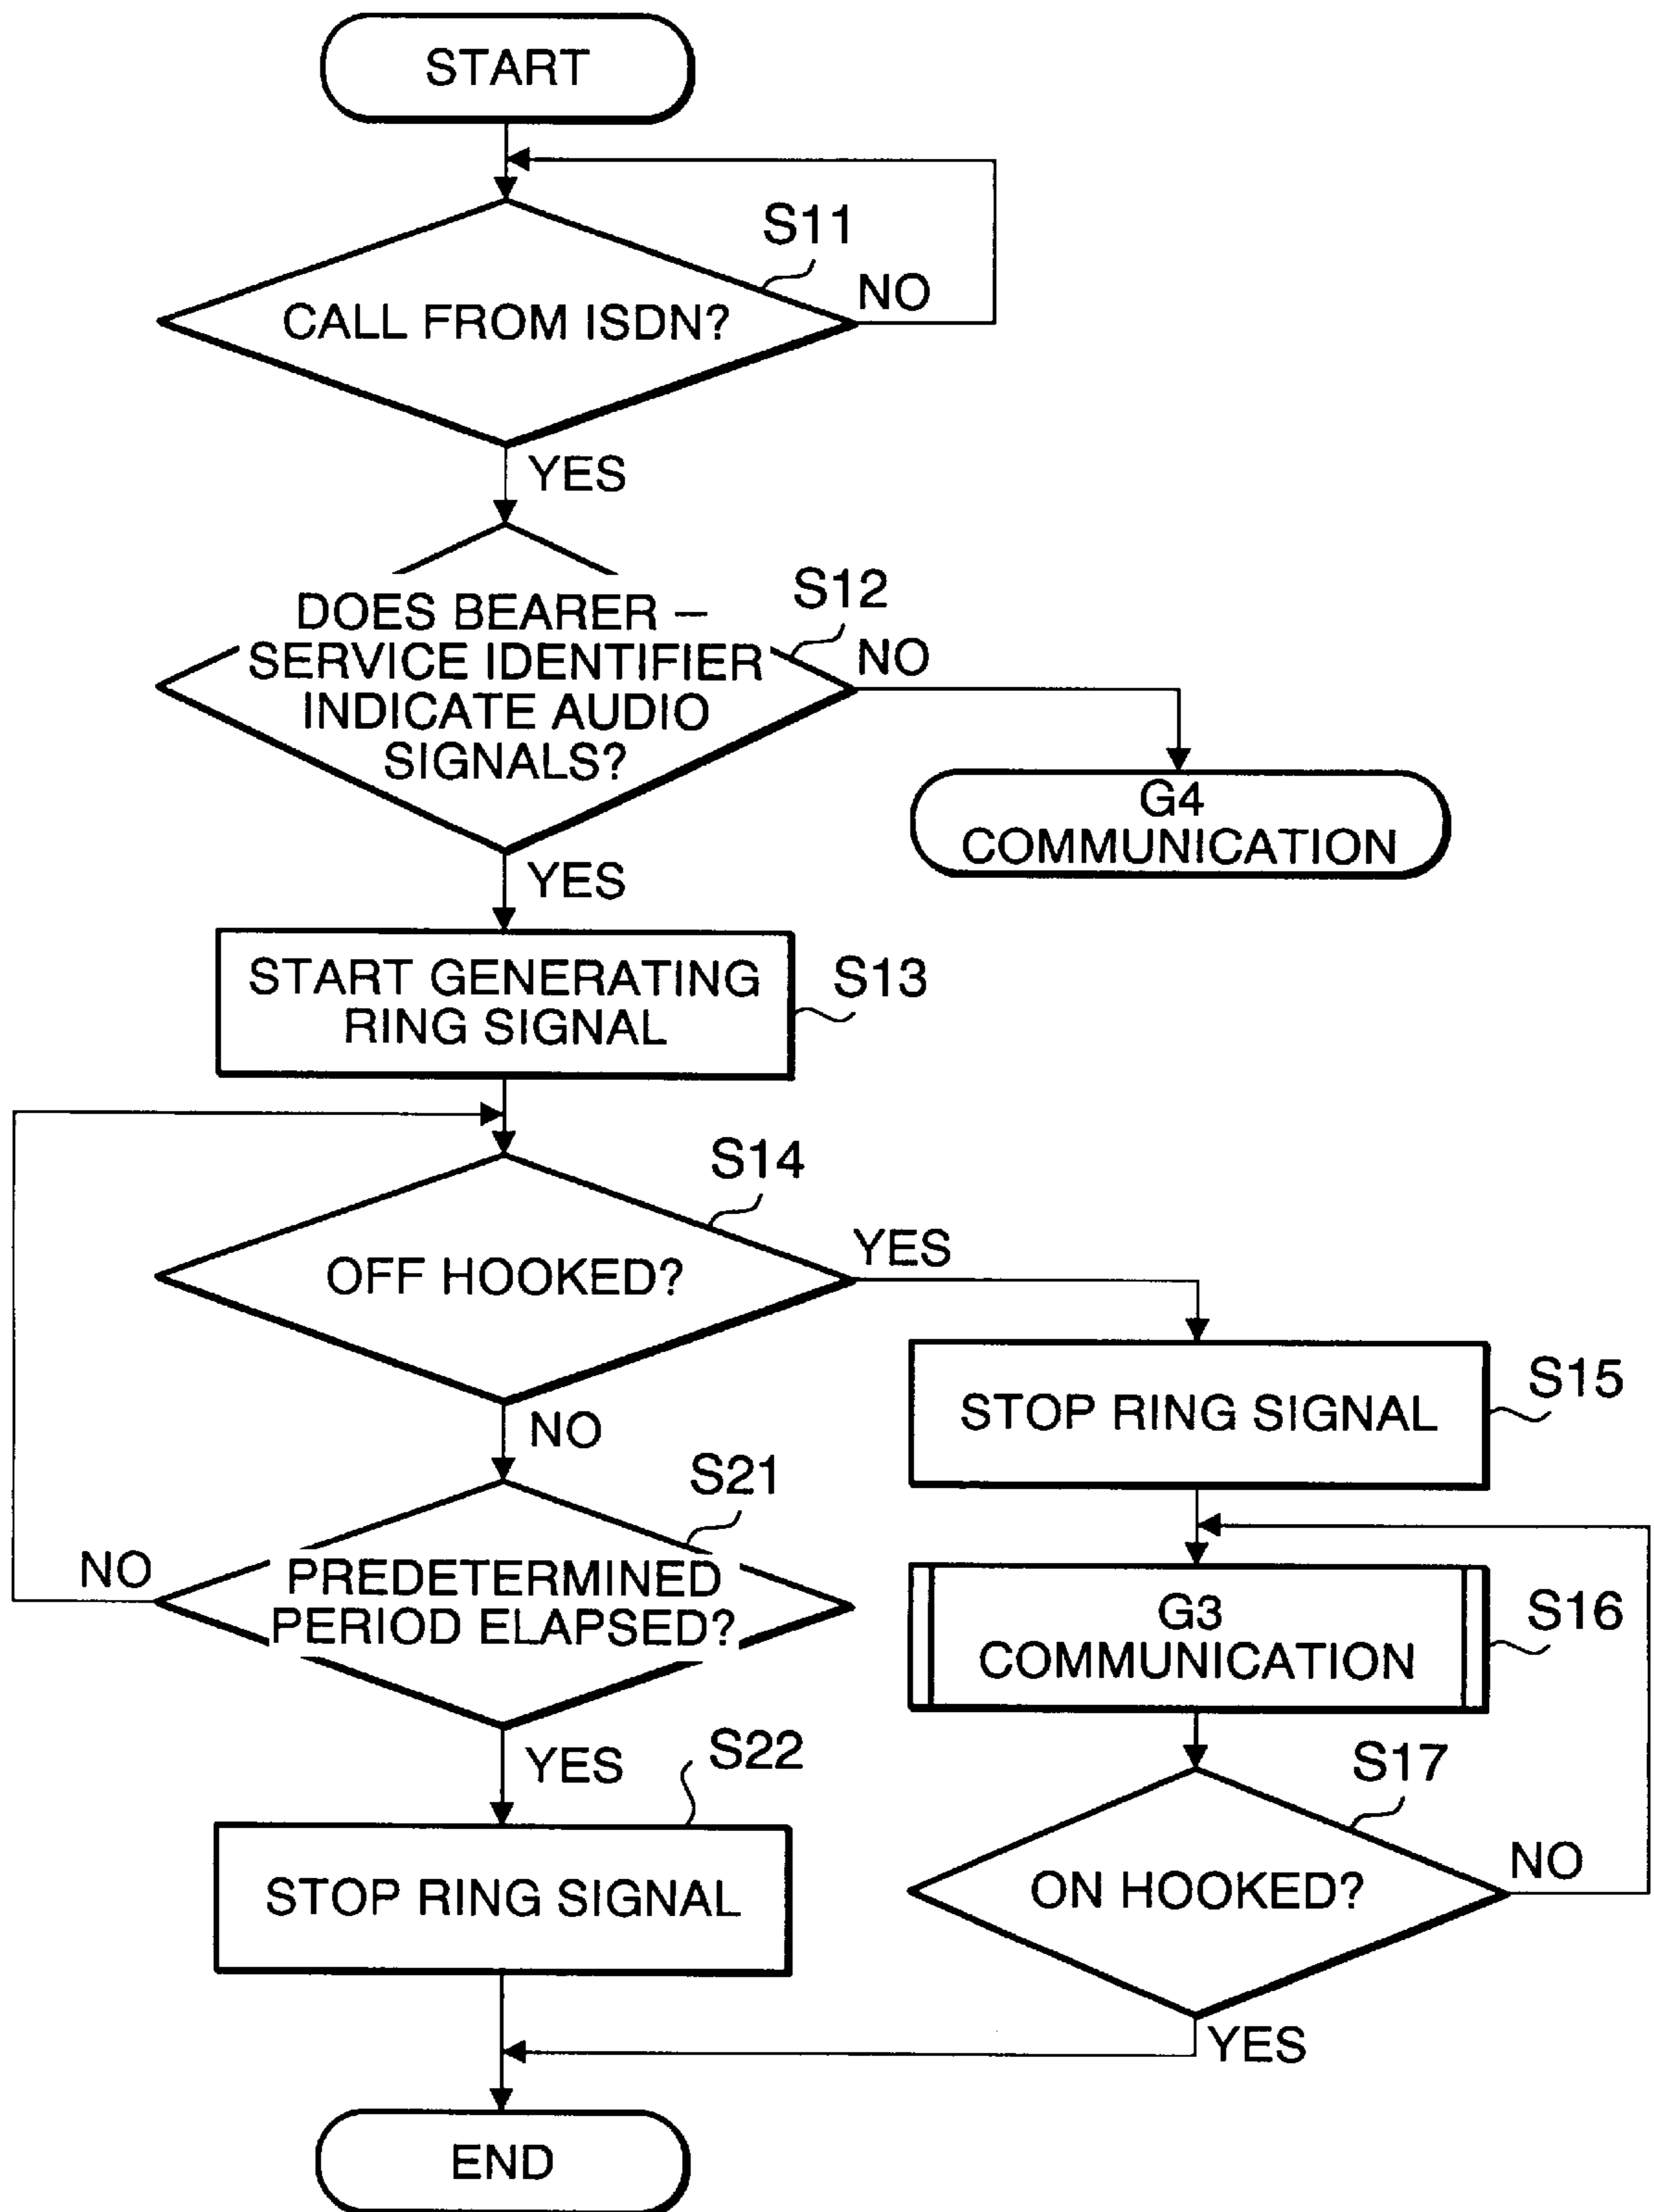 START
S11
CALL FROM ISDN?
NO
YES
S12
DOES BEARER –
SERVICE IDENTIFIER
INDICATE AUDIO
SIGNALS?
NO
G4
COMMUNICATION
YES
START GENERATING
RING SIGNAL
S13
S14
OFF HOOKED?
YES
NO
STOP RING SIGNAL
S15
S21
PREDETERMINED
PERIOD ELAPSED?
NO
G3
COMMUNICATION
S16
YES
S22
STOP RING SIGNAL
S17
ON HOOKED?
NO
YES
END